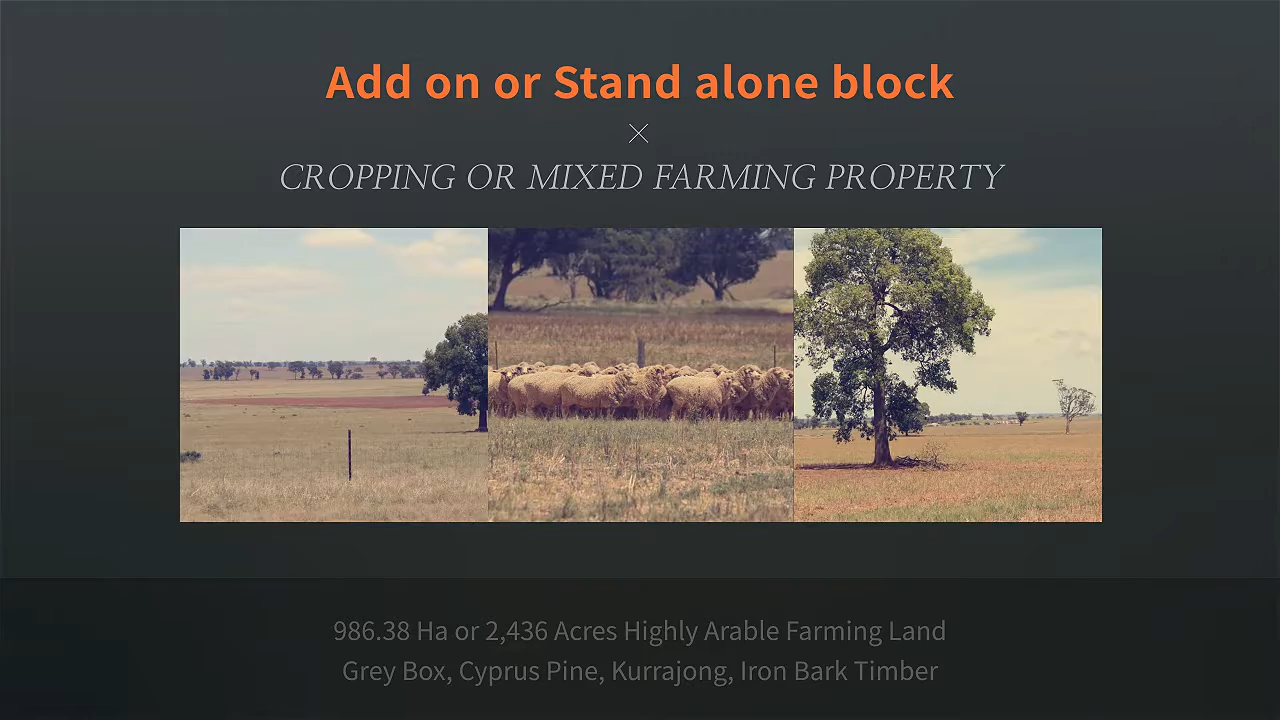 Add on or Stand alone block
CROPPING OR MIXED FARMING PROPERTY
986.38 Ha or 2,436 Acres Highly Arable Farming Land
Grey Box, Cyprus Pine, Kurrajong, Iron Bark Timber